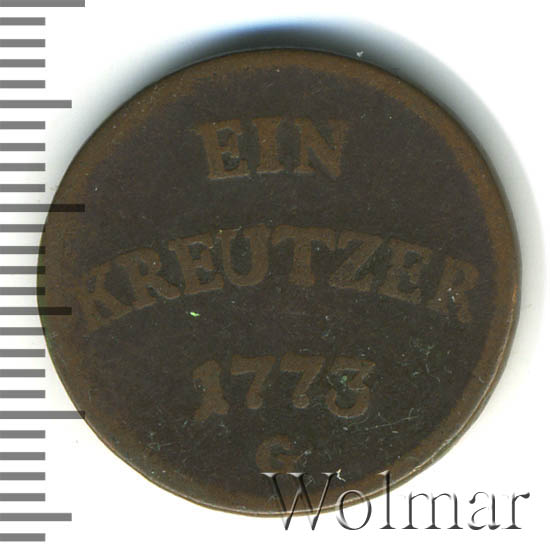 EIN
KREUTZER
1773
G
Wolmar